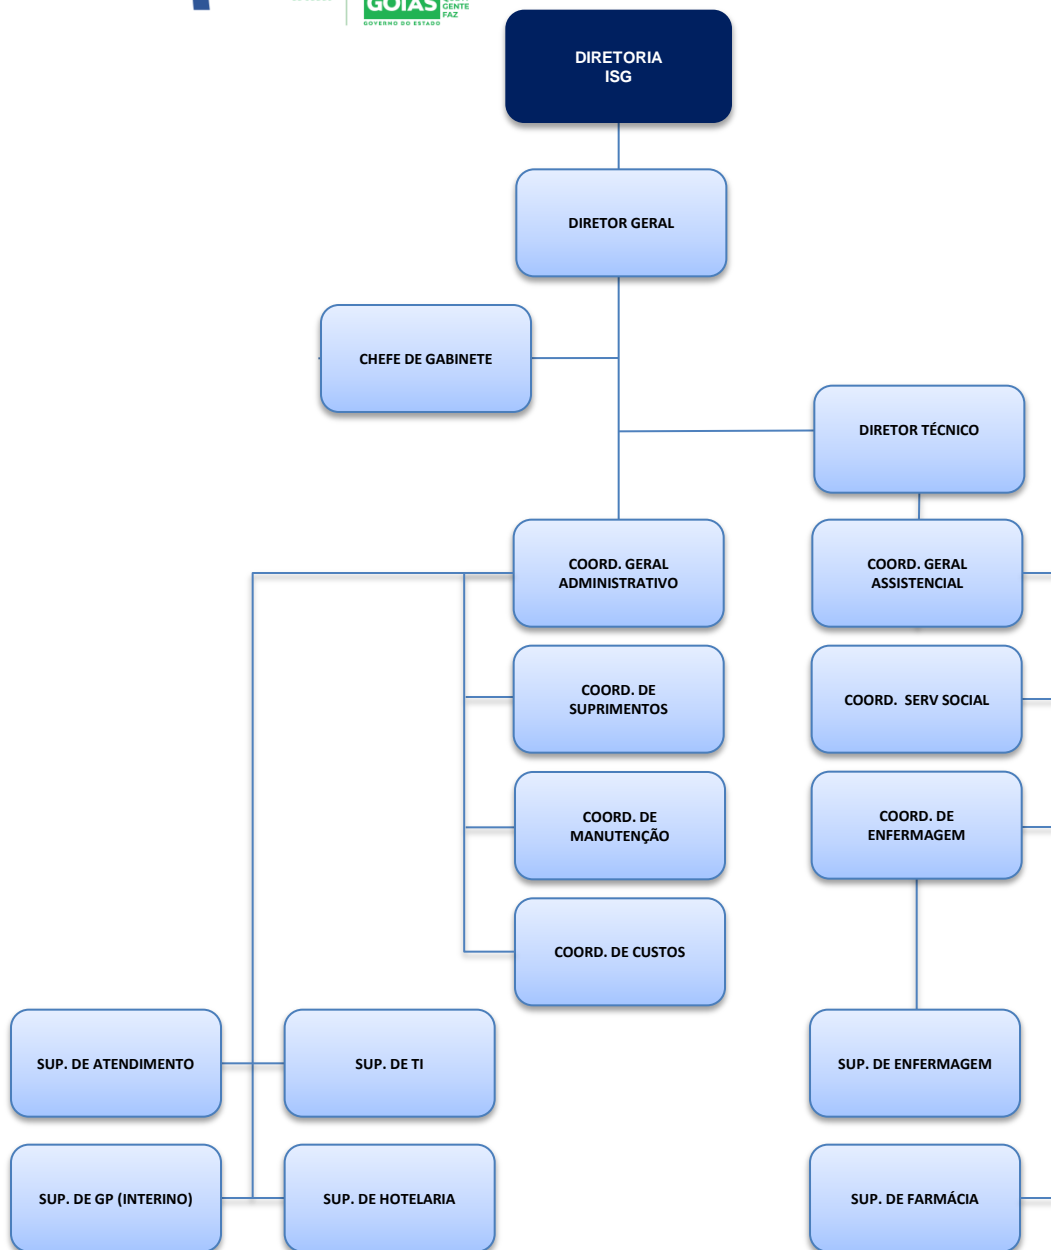 GOIÁS
GENTE
FAZ
GOVERNO DO ESTADO
DIRETORIA
ISG
DIRETOR GERAL
CHEFE DE GABINETE
DIRETOR TÉCNICO
COORD. GERAL
ADMINISTRATIVO
COORD. GERAL
ASSISTENCIAL
COORD. DE
SUPRIMENTOS
COORD. SERV SOCIAL
COORD. DE
MANUTENÇÃO
COORD. DE
ENFERMAGEM
COORD. DE CUSTOS
SUP. DE ATENDIMENTO
SUP. DE TI
SUP. DE ENFERMAGEM
SUP. DE GP (INTERINO)
SUP. DE HOTELARIA
SUP. DE FARMÁCIA